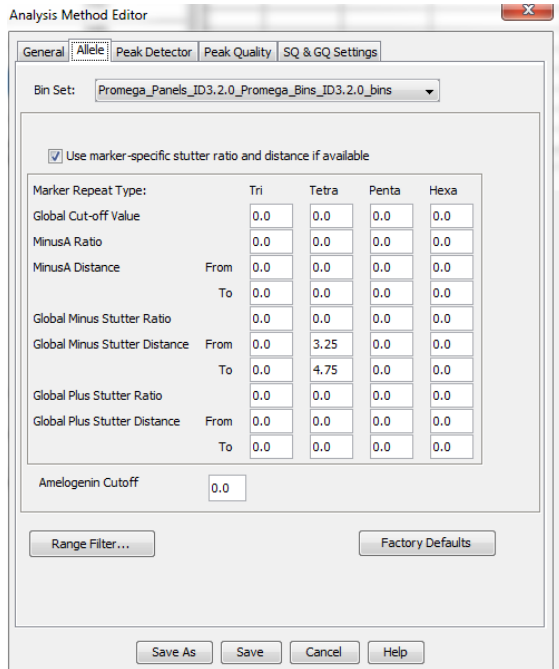 Analysis Method Editor
General Allele Peak Detector Peak Quality SQ & GQ Settings
Bin Set: Promega_Panels_ID3.2.0_Promega_Bins_ID3.2.0_bins
Use marker-specific stutter ratio and distance if available
Marker Repeat Type: Tri Tetra Penta Hexa
Global Cut-off Value 0.0 0.0 0.0 0.0
MinusA Ratio 0.0 0.0 0.0 0.0
MinusA Distance From 0.0 0.0 0.0 0.0
To 0.0 0.0 0.0 0.0
Global Minus Stutter Ratio 0.0 0.0 0.0 0.0
Global Minus Stutter Distance From 0.0 3.25 0.0 0.0
To 0.0 4.75 0.0 0.0
Global Plus Stutter Ratio 0.0 0.0 0.0 0.0
Global Plus Stutter Distance From 0.0 0.0 0.0 0.0
To 0.0 0.0 0.0 0.0
Amelogenin Cutoff 0.0
Range Filter... Factory Defaults
Save As Save Cancel Help